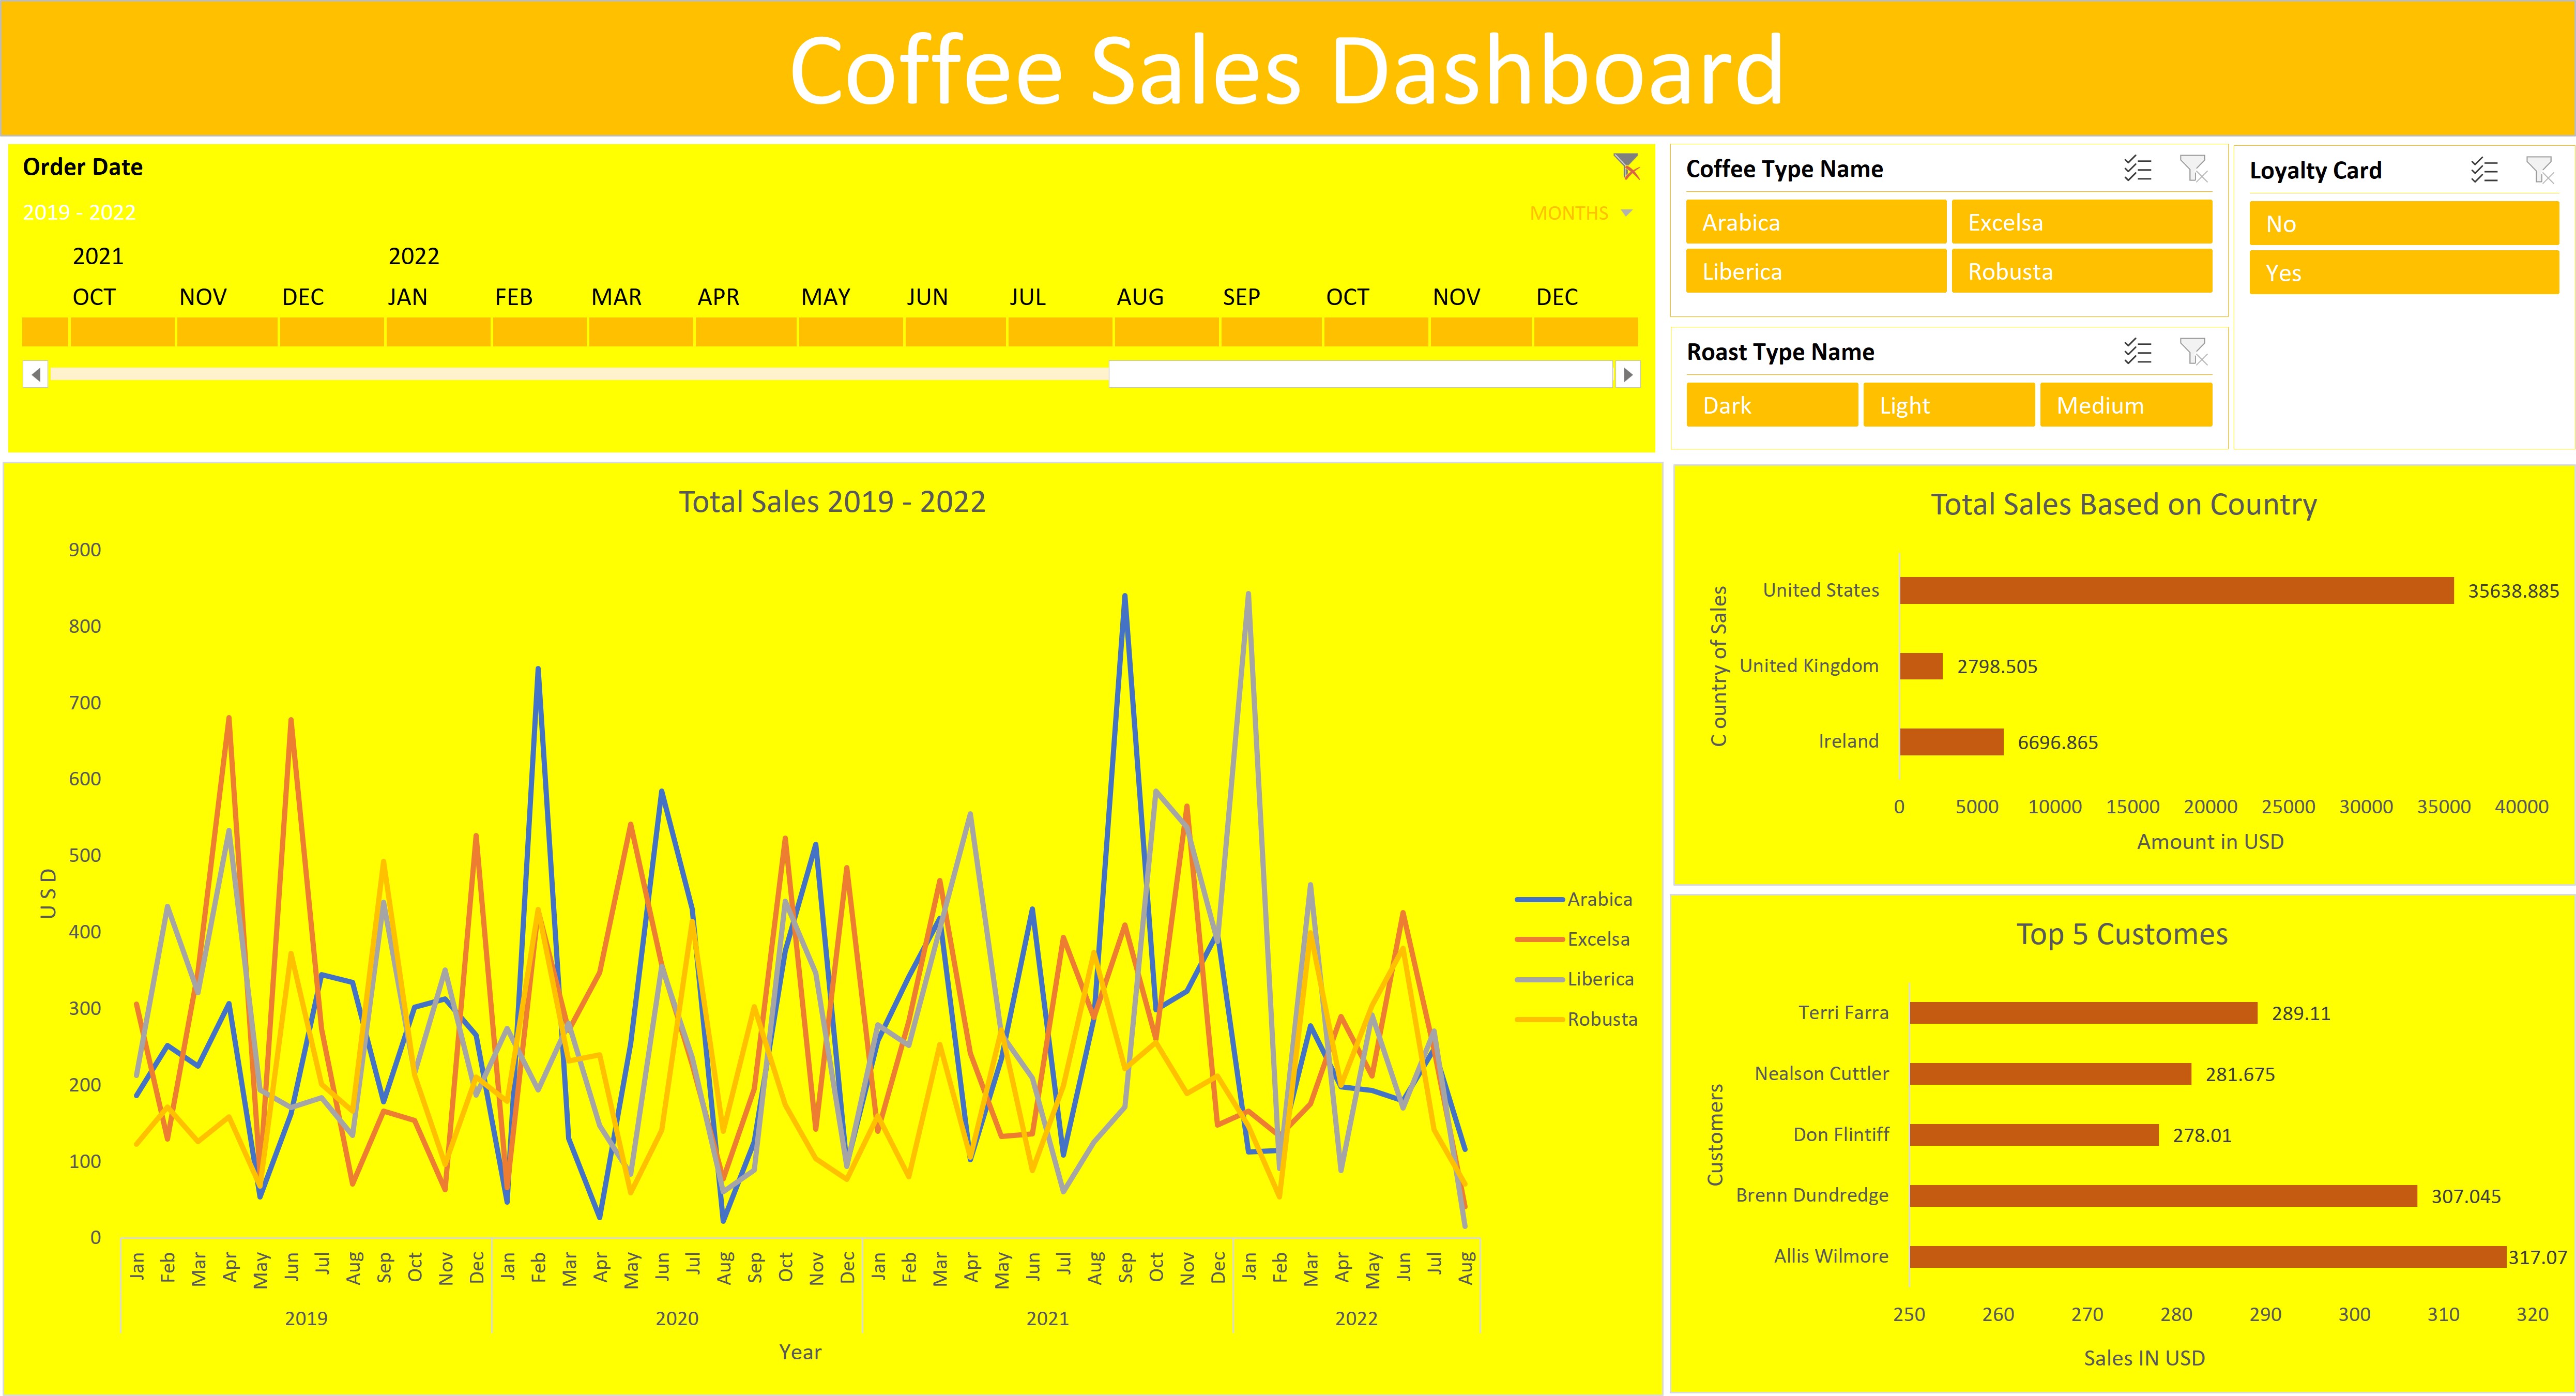 Coffee Sales Dashboard
Order Date
2019 - 2022
MONTHS
2021 2022
OCT NOV DEC JAN FEB MAR APR MAY JUN JUL AUG SEP OCT NOV DEC
Coffee Type Name
Arabica Excelsa
Liberica Robusta
Loyalty Card
No
Yes
Roast Type Name
Dark Light Medium
Total Sales 2019 - 2022
900
800
700
600
500
400
300
200
100
0
U S D
Jan Feb Mar Apr May Jun Jul Aug Sep Oct Nov Dec Jan Feb Mar Apr May Jun Jul Aug Sep Oct Nov Dec Jan Feb Mar Apr May Jun Jul Aug Sep Oct Nov Dec Jan Feb Mar Apr May Jun Jul Aug
2019 2020 2021 2022
Year
Arabica
Excelsa
Liberica
Robusta
Total Sales Based on Country
C ountry of Sales
United States 35638.885
United Kingdom 2798.505
Ireland 6696.865
0 5000 10000 15000 20000 25000 30000 35000 40000
Amount in USD
Top 5 Customes
Customers
Terri Farra 289.11
Nealson Cuttler 281.675
Don Flintiff 278.01
Brenn Dundredge 307.045
Allis Wilmore 317.07
250 260 270 280 290 300 310 320
Sales IN USD